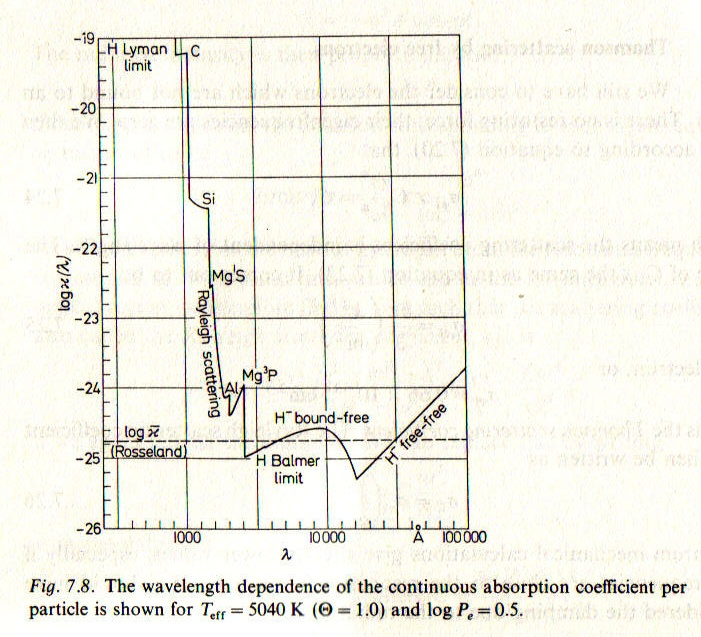 -19
H Lyman
limit
C
-20
-21
Si
-22
log ϰ(λ)
Mg¹S
-23
Rayleigh scattering
Mg³P
Al
-24
H⁻ bound-free
log ϰ̄
(Rosseland)
H⁻ free-free
-25
H Balmer
limit
-26
1000 10000 Å 100000
λ
Fig. 7.8. The wavelength dependence of the continuous absorption coefficient per
particle is shown for Teff = 5040 K (Θ = 1.0) and log Pe = 0.5.